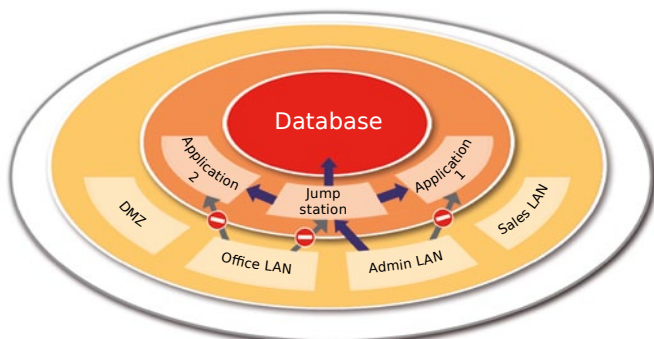 Database
Application
2
Jump
station
Application
1
DMZ
Office LAN
Admin LAN
Sales LAN